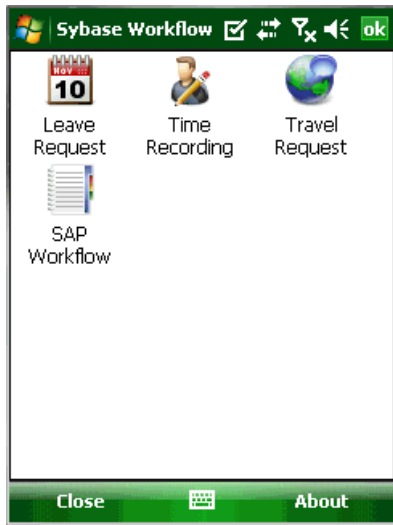 Sybase Workflow
ok
NOV
10
Leave
Request
Time
Recording
Travel
Request
SAP
Workflow
Close
About